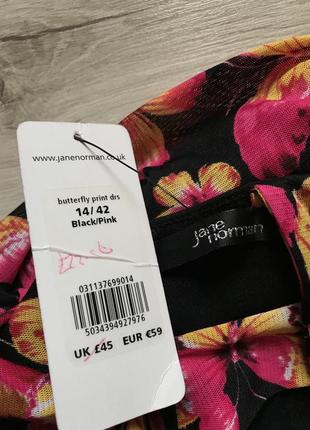 www.janenorman.co.uk
butterfly print drs
14/42
Black/Pink
031137699014
5034394927976
UK £45 EUR €59
jane
norman